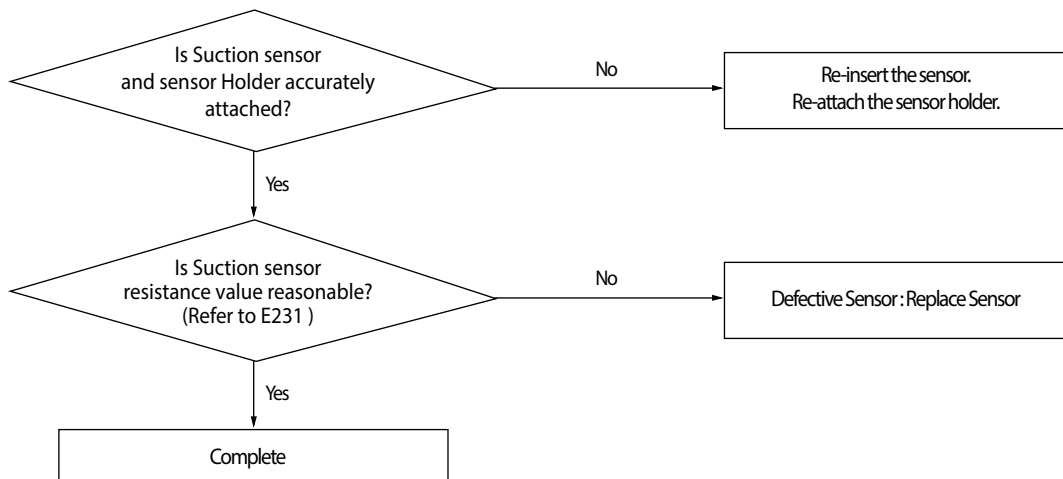 Is Suction sensor
and sensor Holder accurately
attached?
No
Re-insert the sensor.
Re-attach the sensor holder.
Yes
Is Suction sensor
resistance value reasonable?
(Refer to E231 )
No
Defective Sensor : Replace Sensor
Yes
Complete